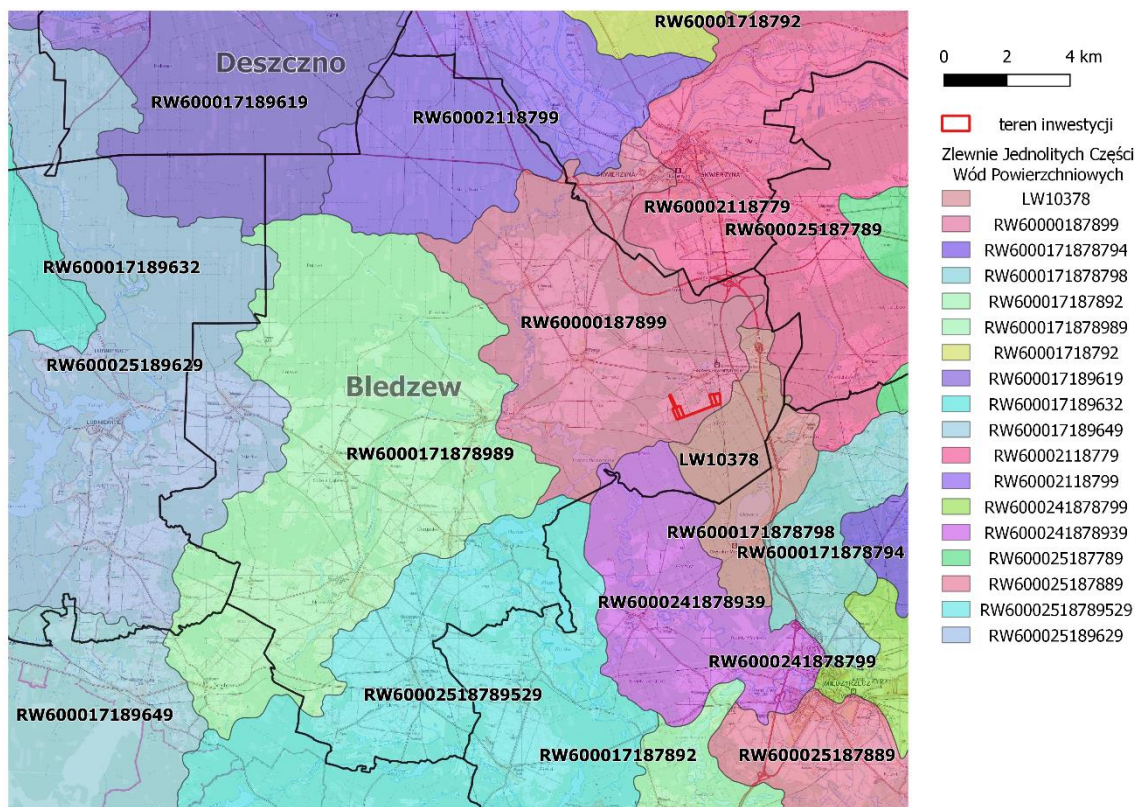 RW60001718792
Deszczno
RW600017189619
RW60002118799
SKWIERZYNA
SKWIERZYNA
RW60002118779
RW600025187789
RW600017189632
RW60000187899
RW600025189629
Bledzew
RW6000171878989
LW10378
RW6000171878798
RW6000171878794
RW6000241878939
RW6000241878799
RW60002518789529
RW600017189649
RW600017187892
RW600025187889
0 2 4 km
teren inwestycji
Zlewnie Jednolitych Części
Wód Powierzchniowych
LW10378
RW60000187899
RW6000171878794
RW6000171878798
RW600017187892
RW6000171878989
RW60001718792
RW600017189619
RW600017189632
RW600017189649
RW60002118779
RW60002118799
RW6000241878799
RW6000241878939
RW600025187789
RW600025187889
RW60002518789529
RW600025189629